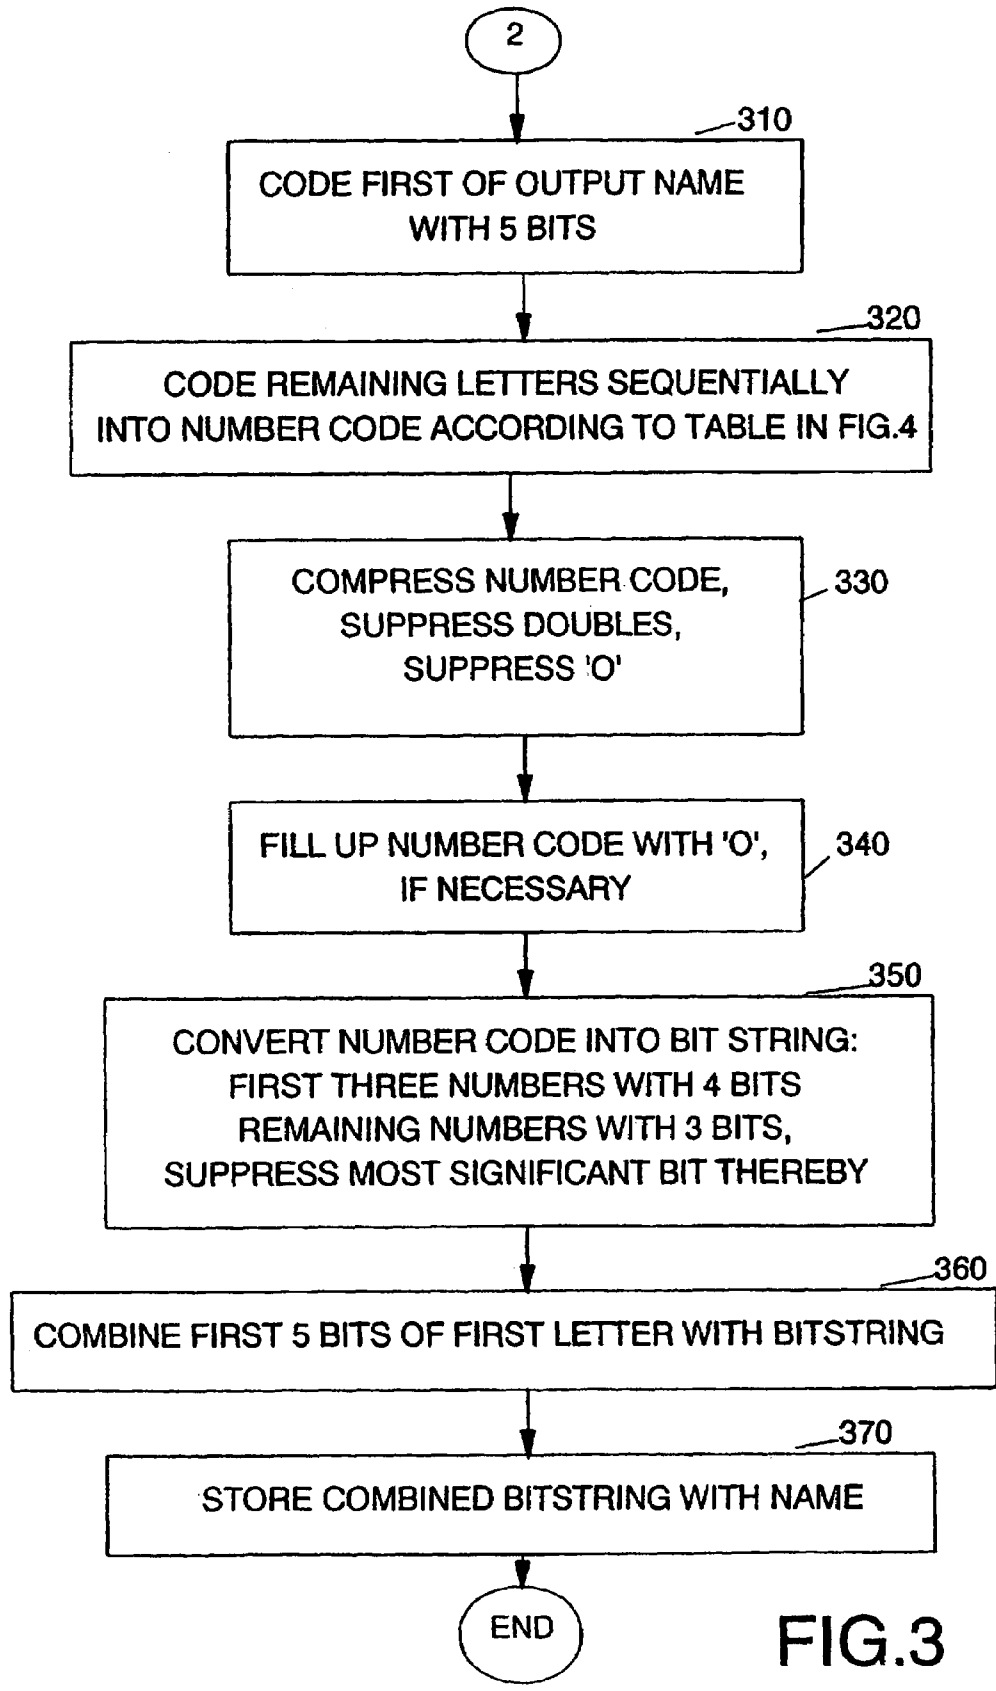 2
310
CODE FIRST OF OUTPUT NAME
WITH 5 BITS
320
CODE REMAINING LETTERS SEQUENTIALLY
INTO NUMBER CODE ACCORDING TO TABLE IN FIG.4
COMPRESS NUMBER CODE,
SUPPRESS DOUBLES,
SUPPRESS 'O'
330
FILL UP NUMBER CODE WITH 'O',
IF NECESSARY
340
350
CONVERT NUMBER CODE INTO BIT STRING:
FIRST THREE NUMBERS WITH 4 BITS
REMAINING NUMBERS WITH 3 BITS,
SUPPRESS MOST SIGNIFICANT BIT THEREBY
360
COMBINE FIRST 5 BITS OF FIRST LETTER WITH BITSTRING
370
STORE COMBINED BITSTRING WITH NAME
END
FIG.3